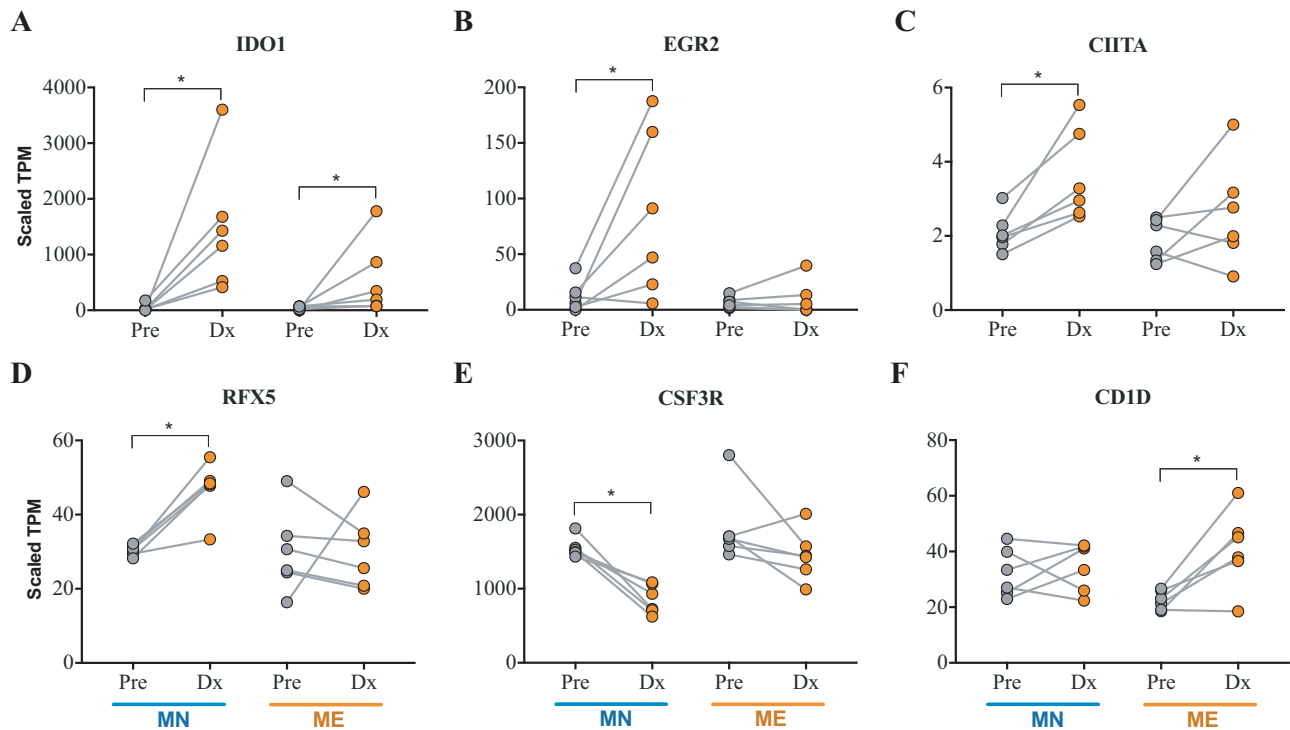 A
IDO1
Scaled TPM
4000
3000
2000
1000
0
*
*
Pre
Dx
Pre
Dx
B
EGR2
200
150
100
50
0
*
Pre
Dx
Pre
Dx
C
CIITA
6
4
2
0
*
Pre
Dx
Pre
Dx
D
RFX5
Scaled TPM
60
40
20
0
*
Pre
Dx
Pre
Dx
MN
ME
E
CSF3R
3000
2000
1000
0
*
Pre
Dx
Pre
Dx
MN
ME
F
CD1D
80
60
40
20
0
*
Pre
Dx
Pre
Dx
MN
ME